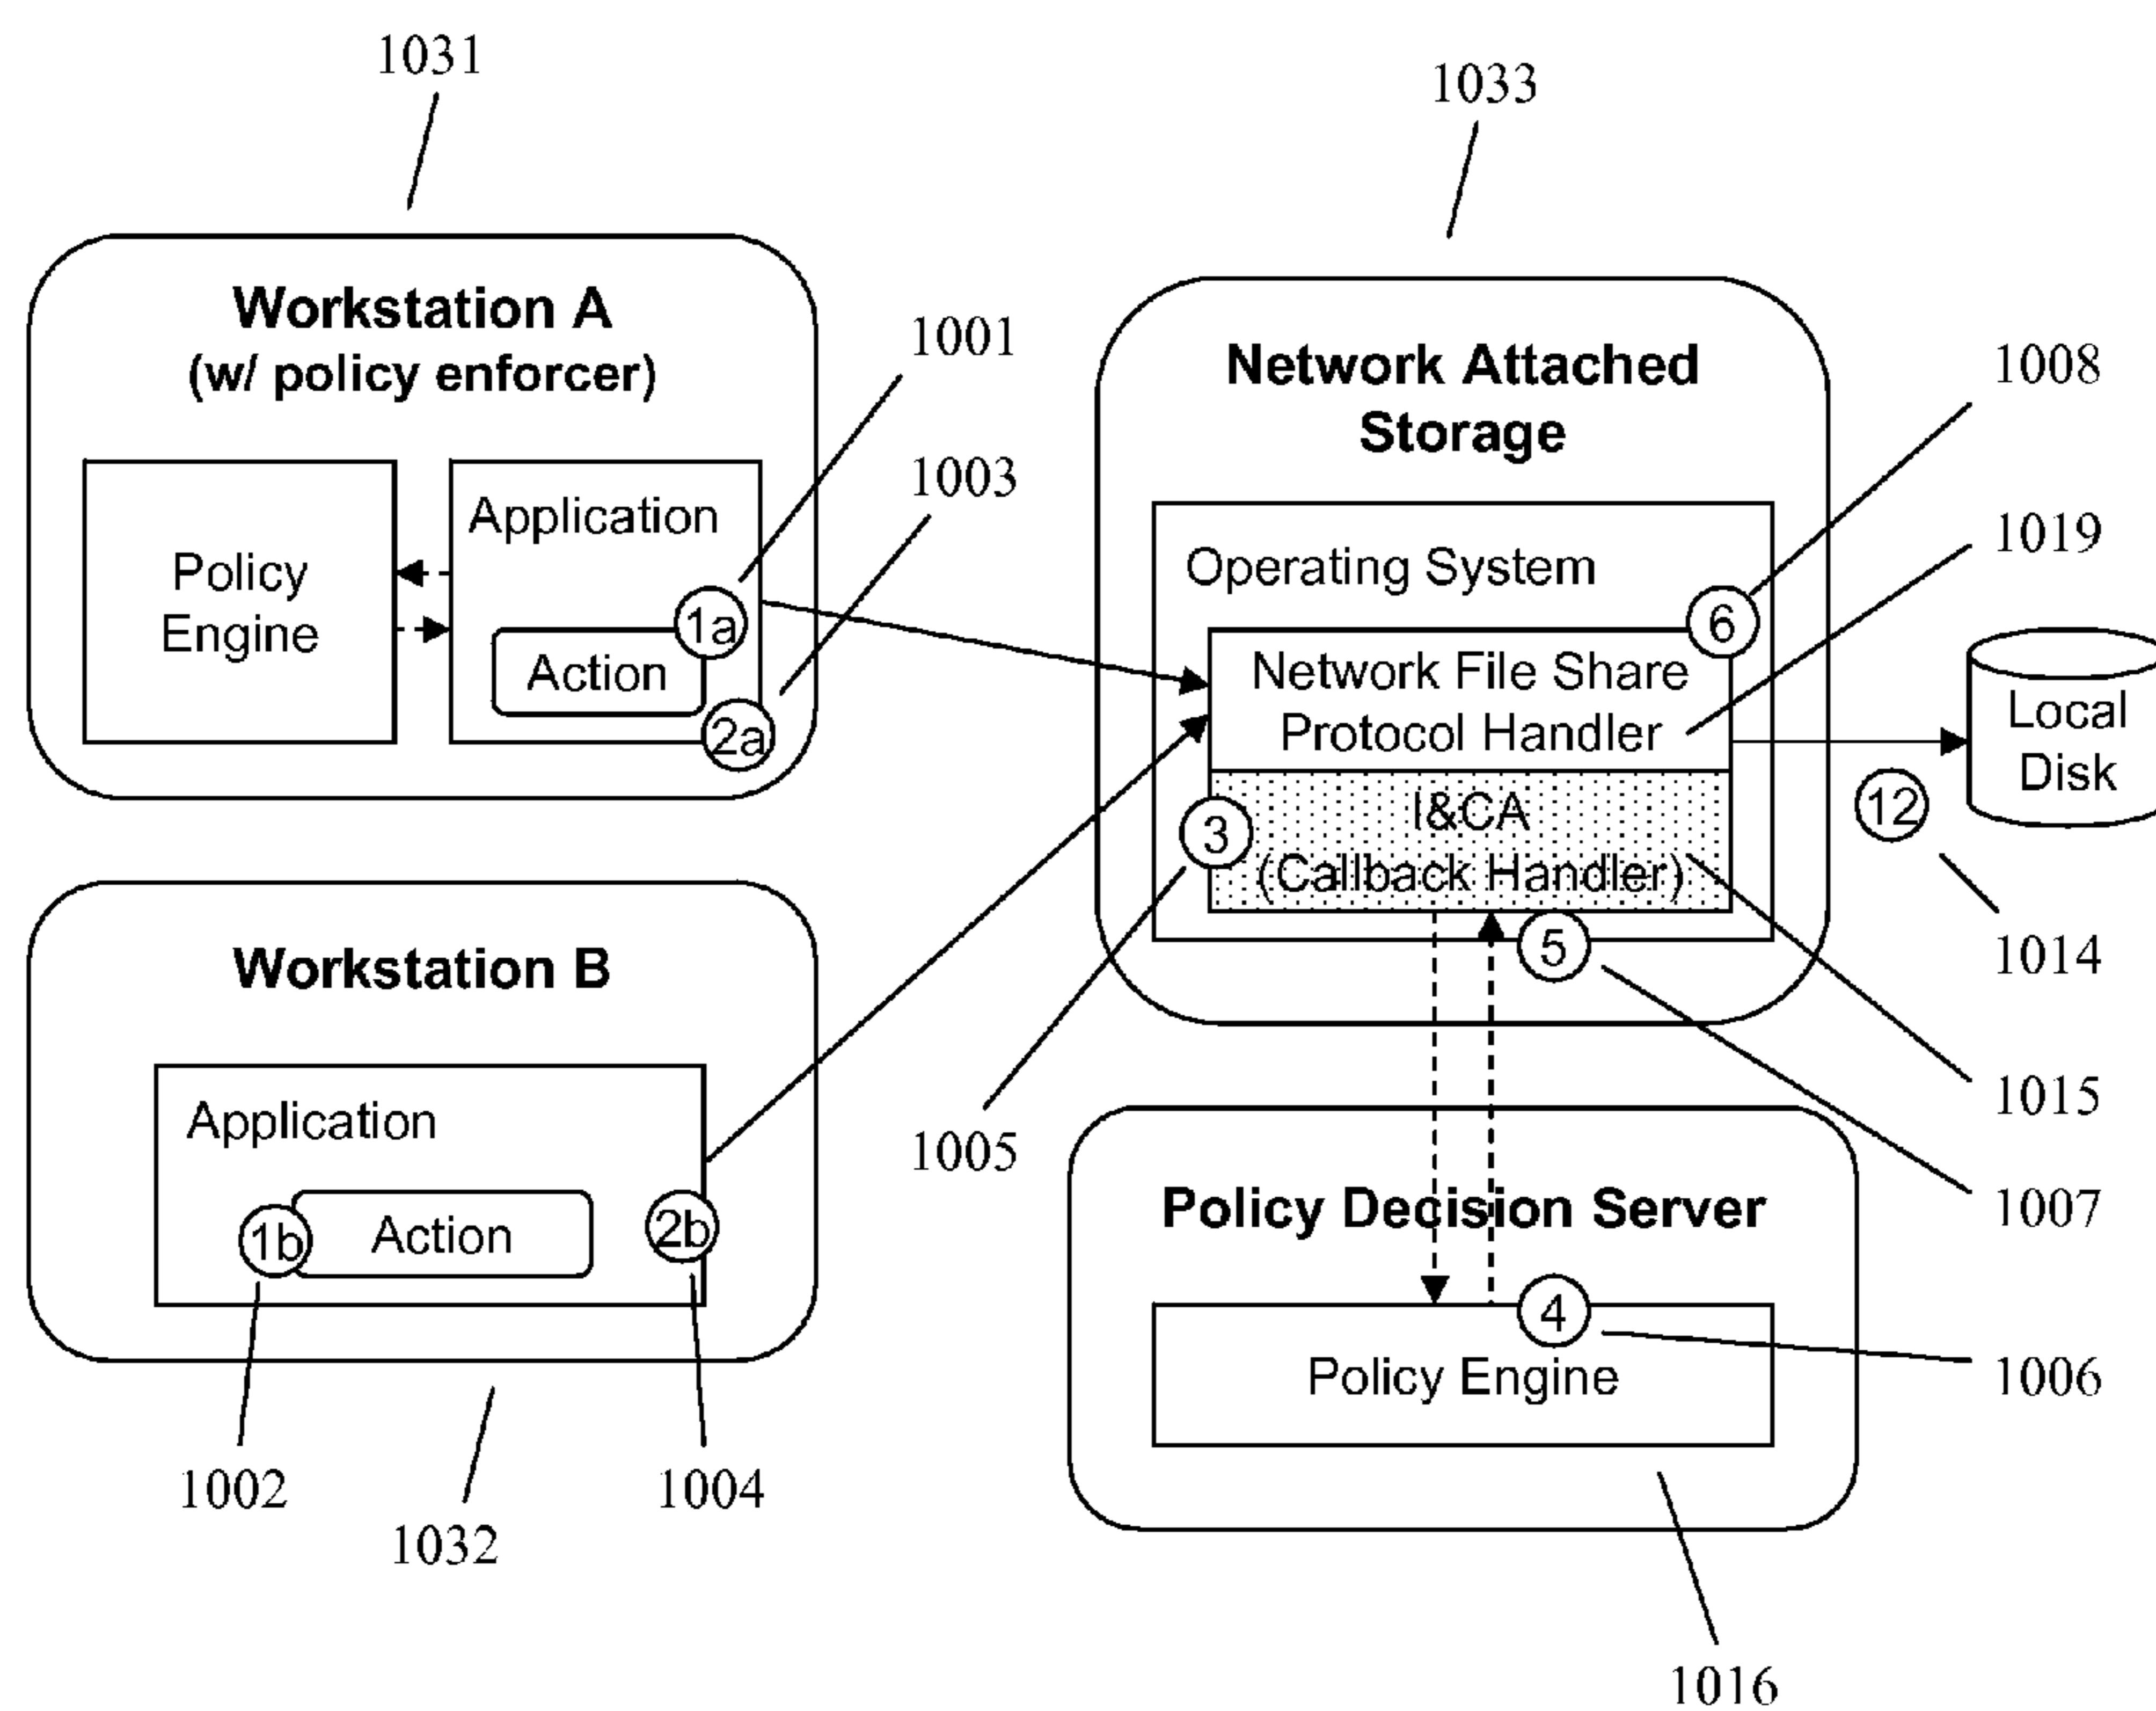 1031
1033
Workstation A
(w/ policy enforcer)
1001
1003
Policy
Engine
Application
1a
Action
2a
Network Attached
Storage
1008
1019
Operating System
6
Network File Share
Protocol Handler
Local
Disk
12
3
I&CA
(Callback Handler)
5
1014
1015
1007
1005
Workstation B
Application
1b
Action
2b
1002
1004
1032
Policy Decision Server
4
Policy Engine
1006
1016